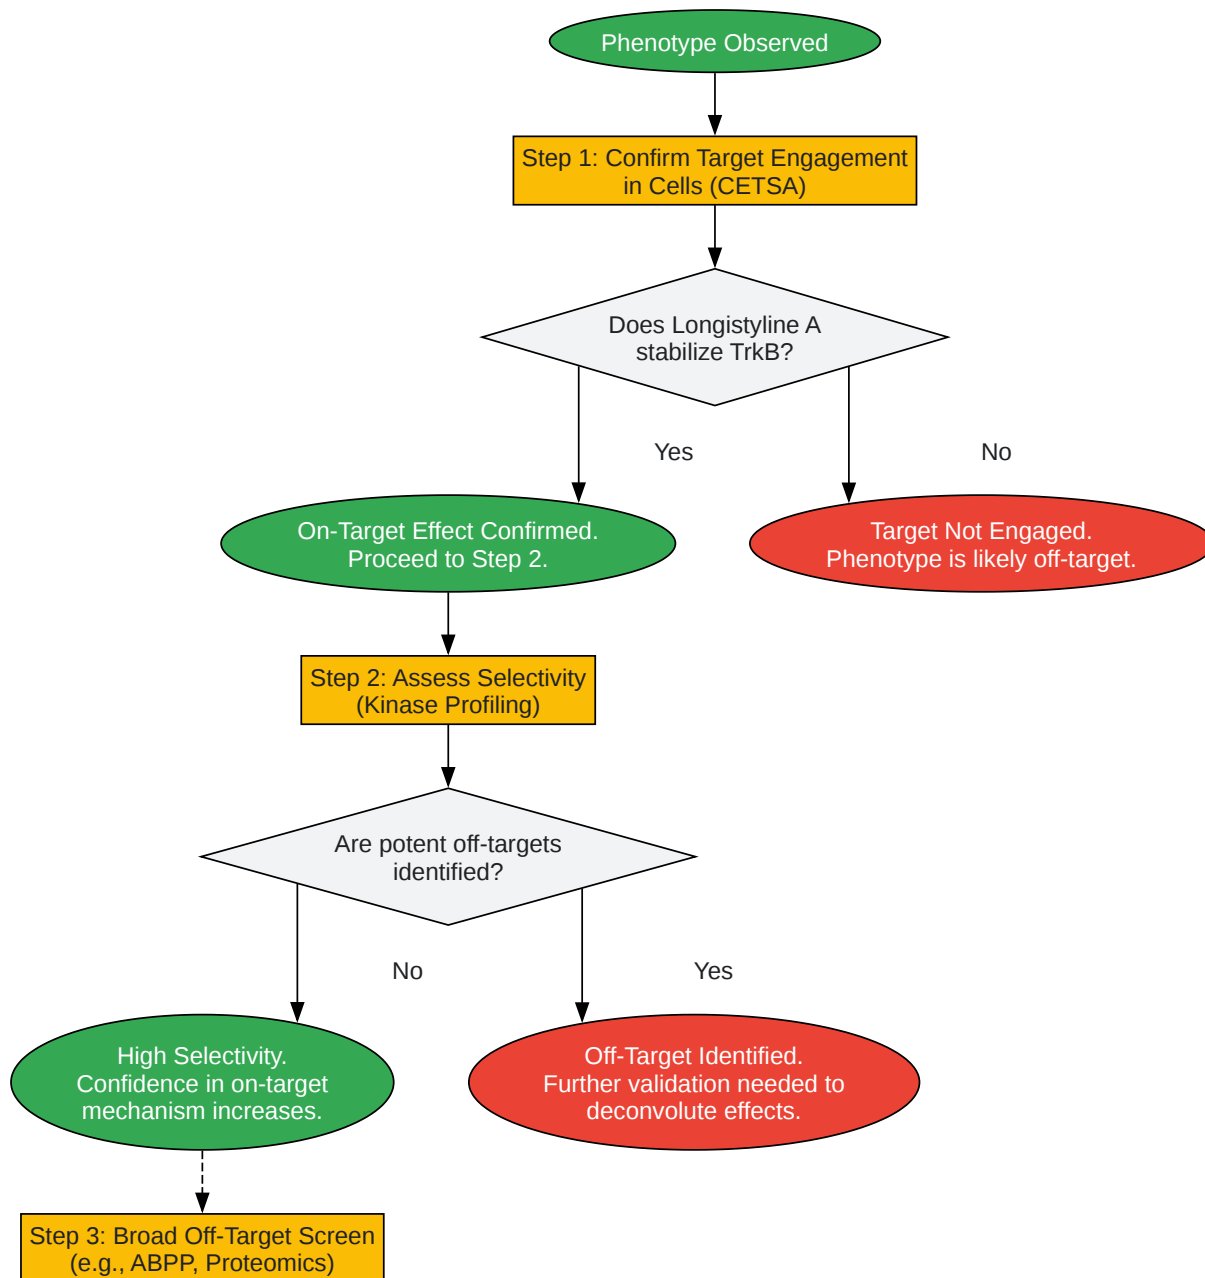 Phenotype Observed
Step 1: Confirm Target Engagement
in Cells (CETSA)
Does Longistyline A
stabilize TrkB?
Yes
No
On-Target Effect Confirmed.
Proceed to Step 2.
Target Not Engaged.
Phenotype is likely off-target.
Step 2: Assess Selectivity
(Kinase Profiling)
Are potent off-targets
identified?
No
Yes
High Selectivity.
Confidence in on-target
mechanism increases.
Off-Target Identified.
Further validation needed to
deconvolute effects.
Step 3: Broad Off-Target Screen
(e.g., ABPP, Proteomics)